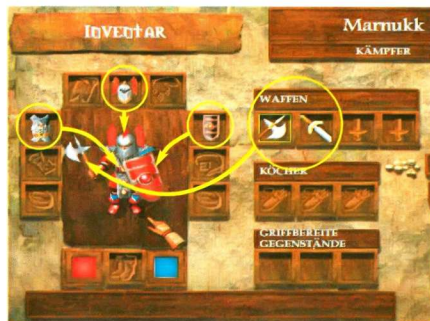 INVENTAR
Marnukk
KÄMPFER
WAFFEN
KÖCHER
GRIFFBEREITE
GEGENSTÄNDE